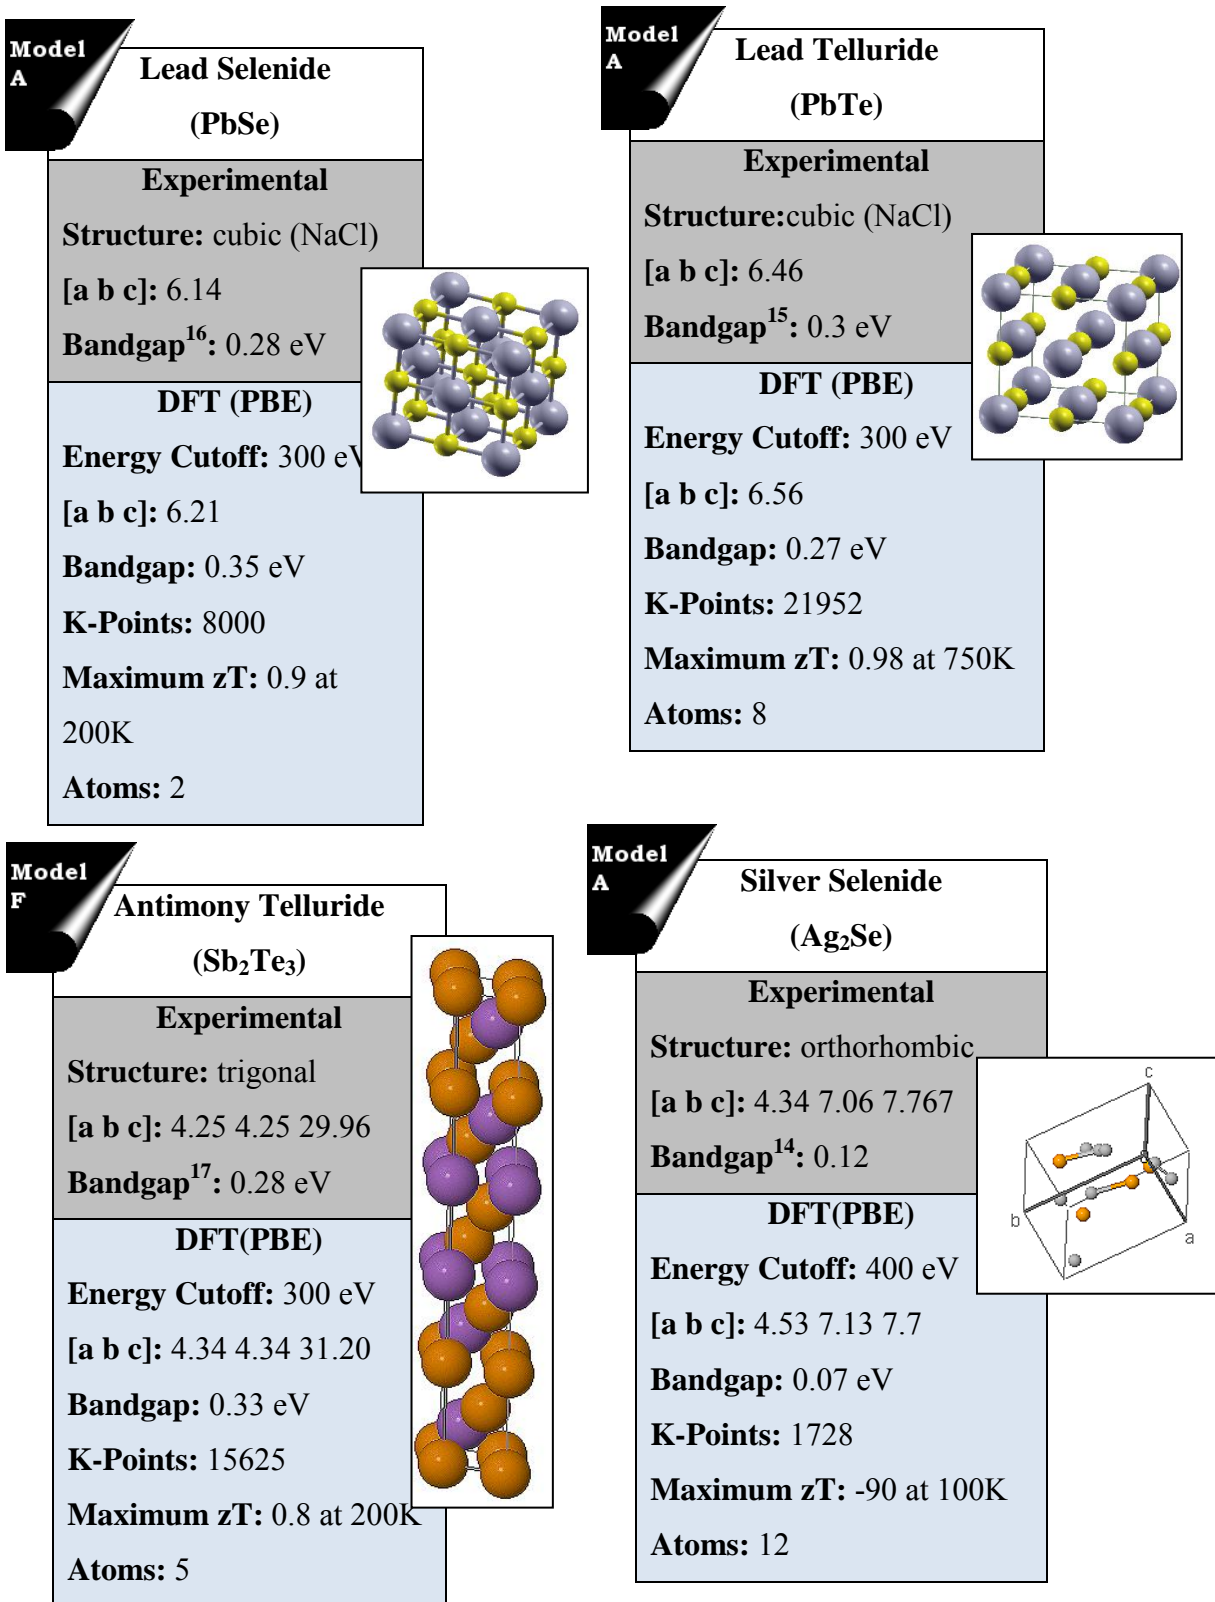 Model
A
Lead Selenide
(PbSe)
Experimental
Structure: cubic (NaCl)
[a b c]: 6.14
Bandgap16: 0.28 eV
DFT (PBE)
Energy Cutoff: 300 eV
[a b c]: 6.21
Bandgap: 0.35 eV
K-Points: 8000
Maximum zT: 0.9 at
200K
Atoms: 2
Model
A
Lead Telluride
(PbTe)
Experimental
Structure:cubic (NaCl)
[a b c]: 6.46
Bandgap15: 0.3 eV
DFT (PBE)
Energy Cutoff: 300 eV
[a b c]: 6.56
Bandgap: 0.27 eV
K-Points: 21952
Maximum zT: 0.98 at 750K
Atoms: 8
Model
F
Antimony Telluride
(Sb2Te3)
Experimental
Structure: trigonal
[a b c]: 4.25 4.25 29.96
Bandgap17: 0.28 eV
DFT(PBE)
Energy Cutoff: 300 eV
[a b c]: 4.34 4.34 31.20
Bandgap: 0.33 eV
K-Points: 15625
Maximum zT: 0.8 at 200K
Atoms: 5
Model
A
Silver Selenide
(Ag2Se)
Experimental
Structure: orthorhombic
[a b c]: 4.34 7.06 7.767
Bandgap14: 0.12
DFT(PBE)
Energy Cutoff: 400 eV
[a b c]: 4.53 7.13 7.7
Bandgap: 0.07 eV
K-Points: 1728
Maximum zT: -90 at 100K
Atoms: 12
c
b
a